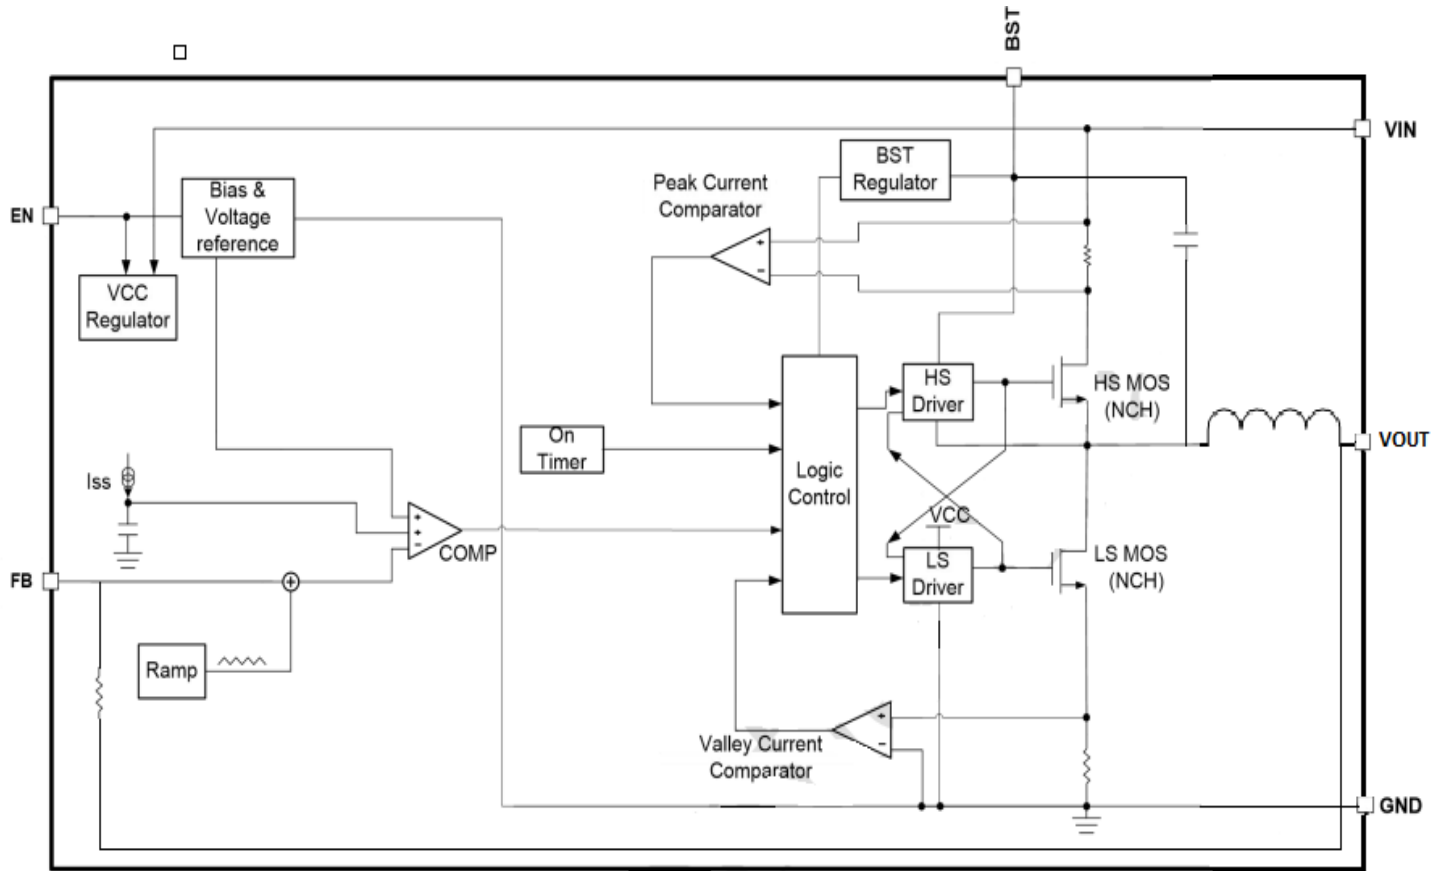 BST
VIN
BST
Regulator
Peak Current
Comparator
+
−
EN
Bias &
Voltage
reference
VCC
Regulator
HS
Driver
HS MOS
(NCH)
VOUT
On
Timer
Logic
Control
Iss
+
+
−
COMP
VCC
LS
Driver
LS MOS
(NCH)
FB
+
Ramp
+
−
Valley Current
Comparator
GND